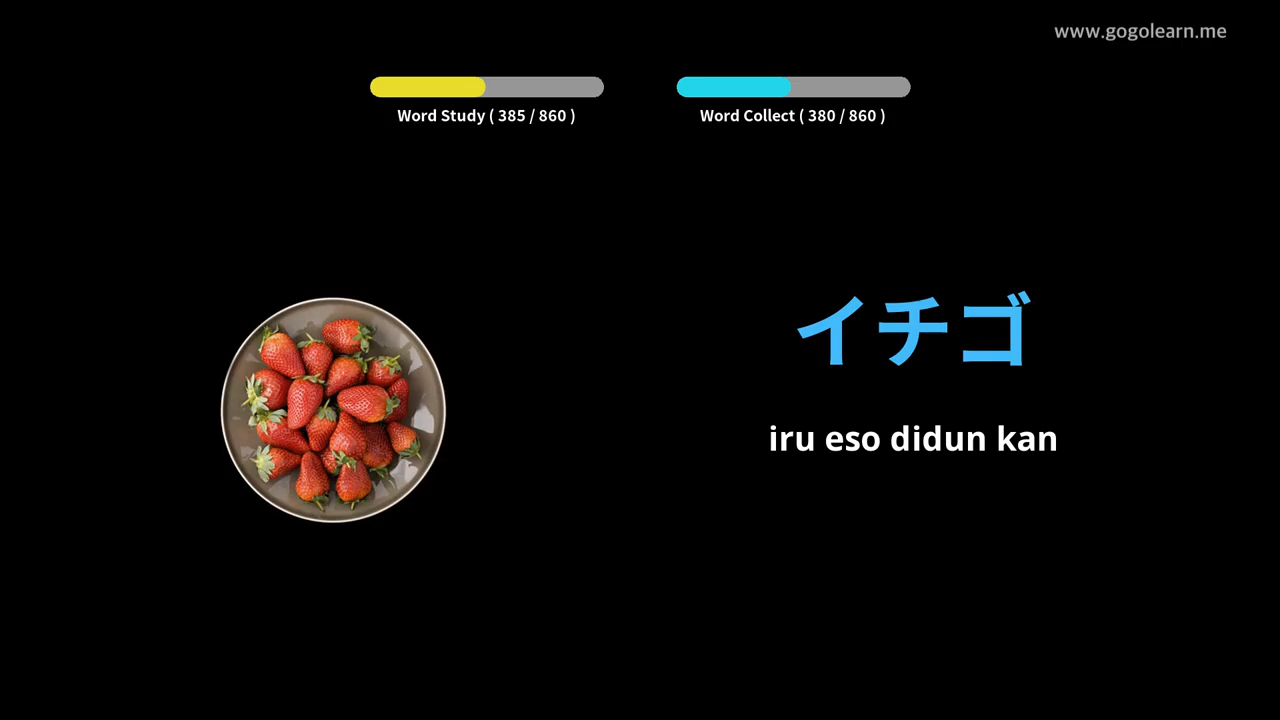 www.gogolearn.me
Word Study ( 385 / 860 )
Word Collect ( 380 / 860 )
イチゴ
iru eso didun kan